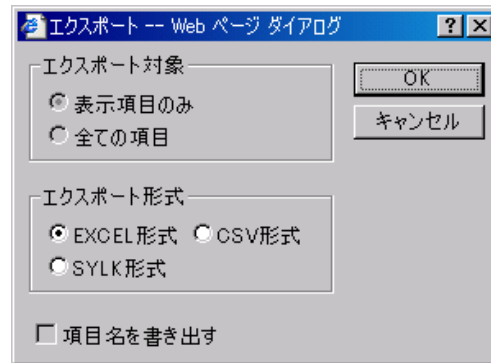 エクスポート -- Web ページ ダイアログ
エクスポート対象
表示項目のみ
全ての項目
OK
キャンセル
エクスポート形式
EXCEL形式 CSV形式
SYLK形式
項目名を書き出す